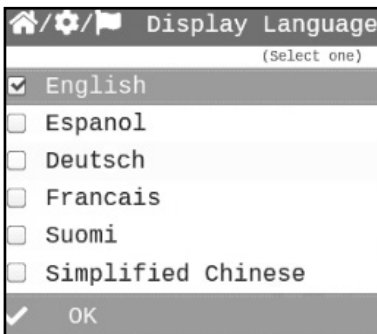 / / Display Language
(Select one)
English
Espanol
Deutsch
Francais
Suomi
Simplified Chinese
OK